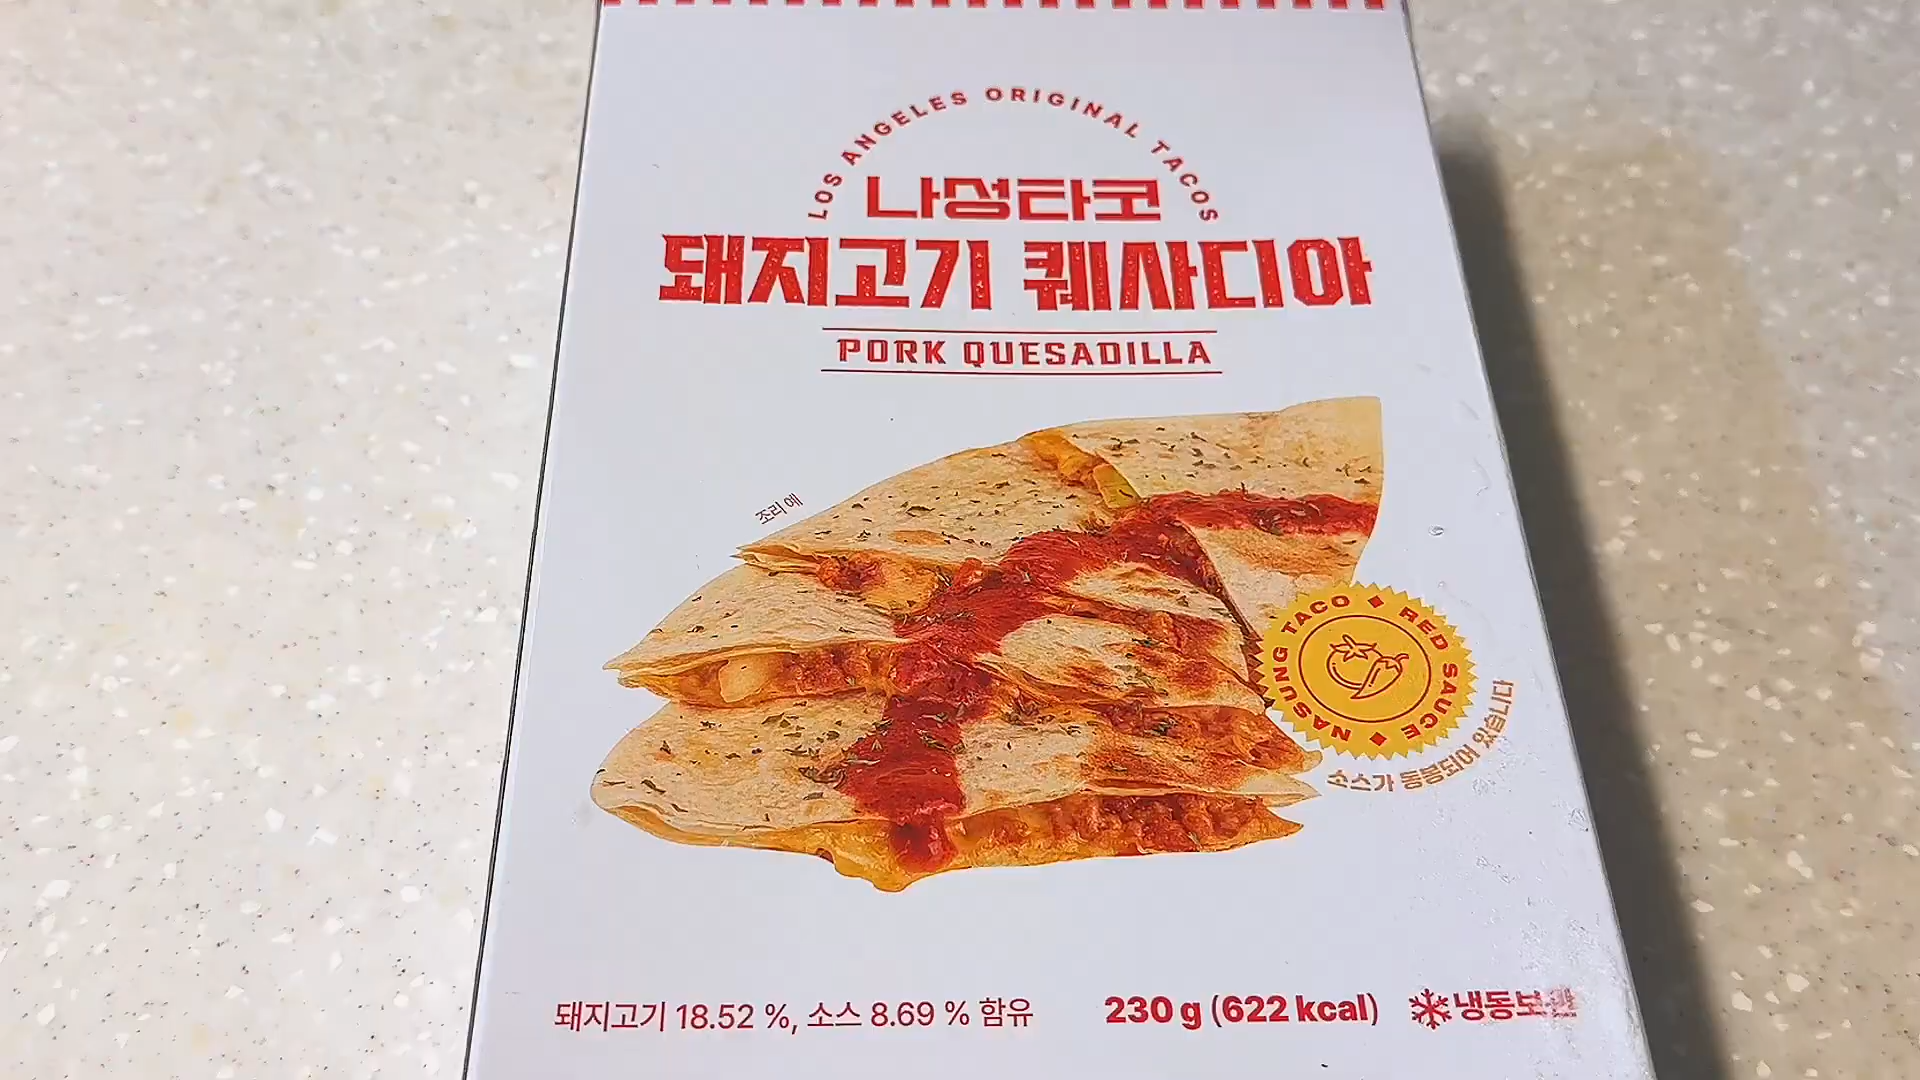 LOS ANGELES ORIGINAL TACOS
나성타코
돼지고기 퀘사디아
PORK QUESADILLA
조리예
NASUNG TACO ◆ RED SAUCE ◆
소스가 동봉되어 있습니다
돼지고기 18.52 %, 소스 8.69 % 함유
230 g (622 kcal)
냉동보관